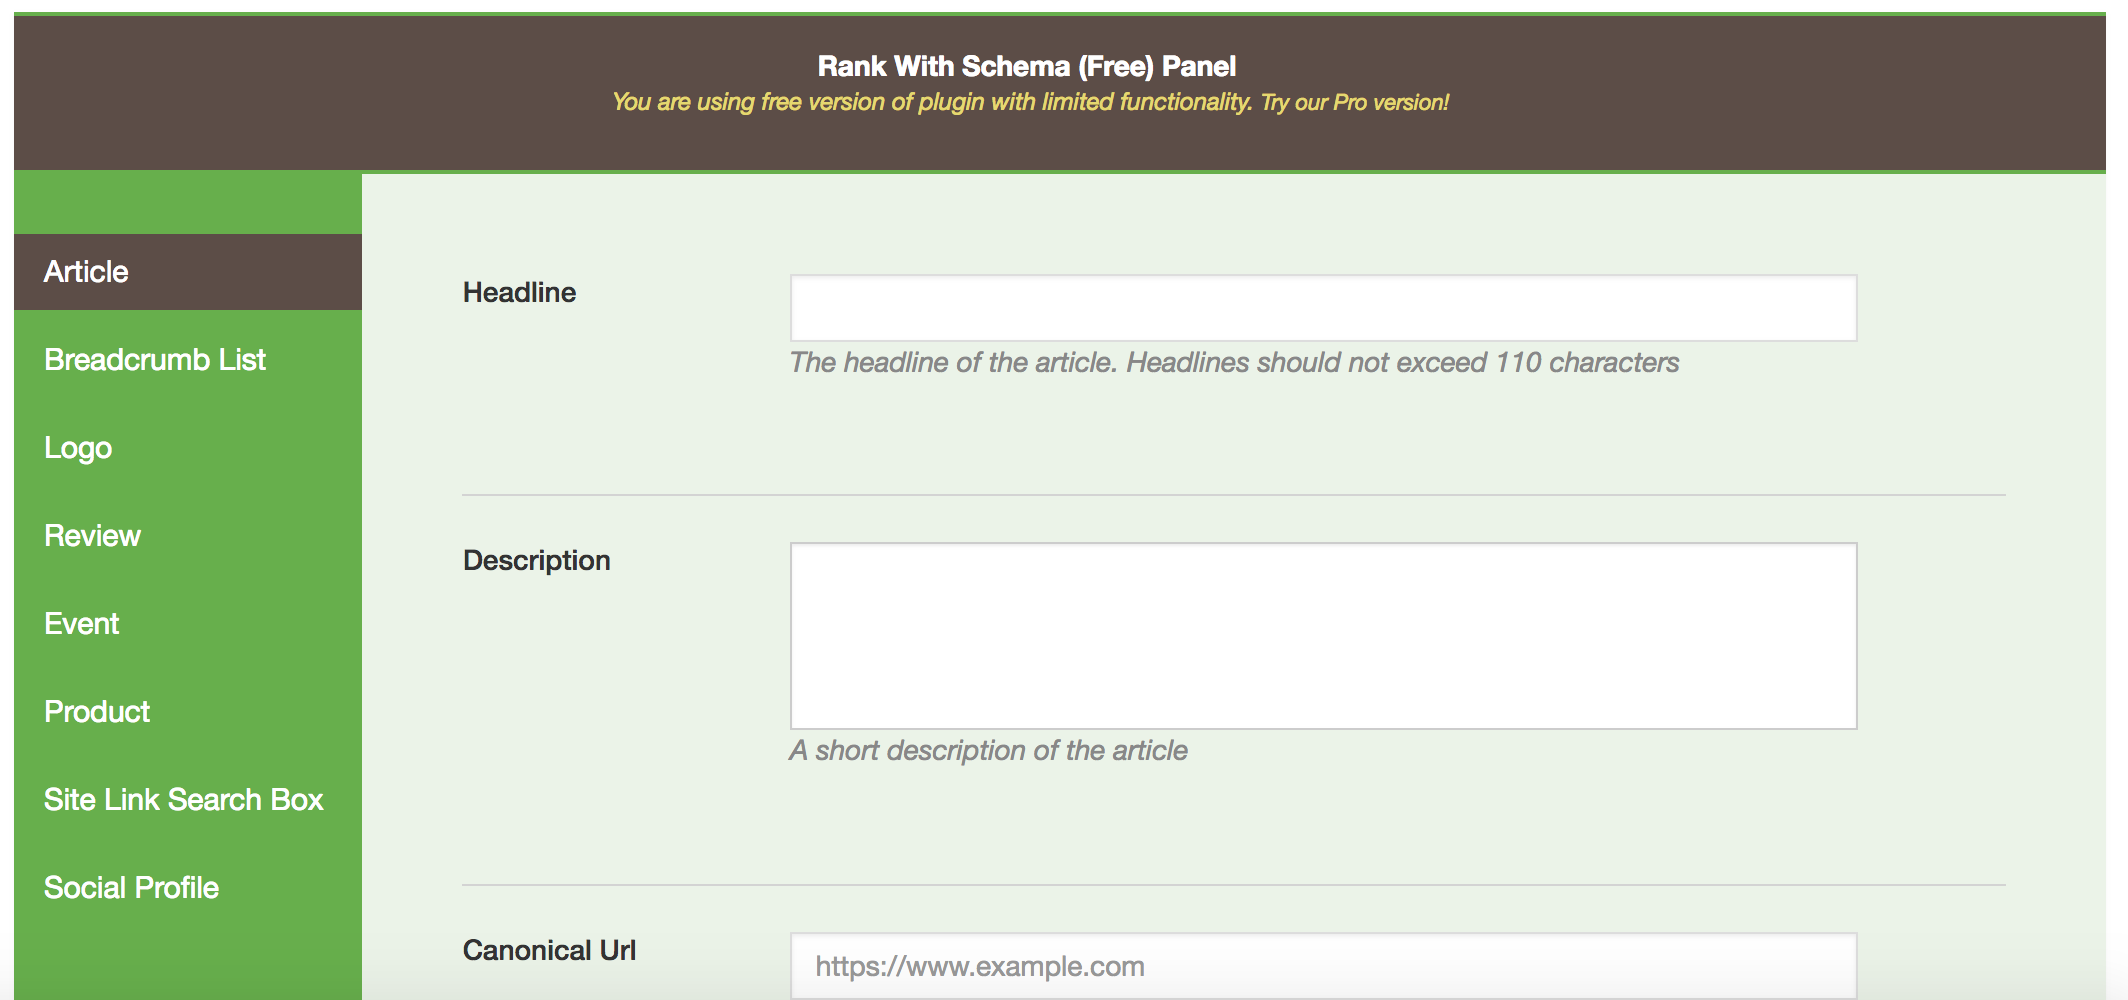 Rank With Schema (Free) Panel
You are using free version of plugin with limited functionality. Try our Pro version!
Article
Breadcrumb List
Logo
Review
Event
Product
Site Link Search Box
Social Profile
Headline
The headline of the article. Headlines should not exceed 110 characters
Description
A short description of the article
Canonical Url
https://www.example.com